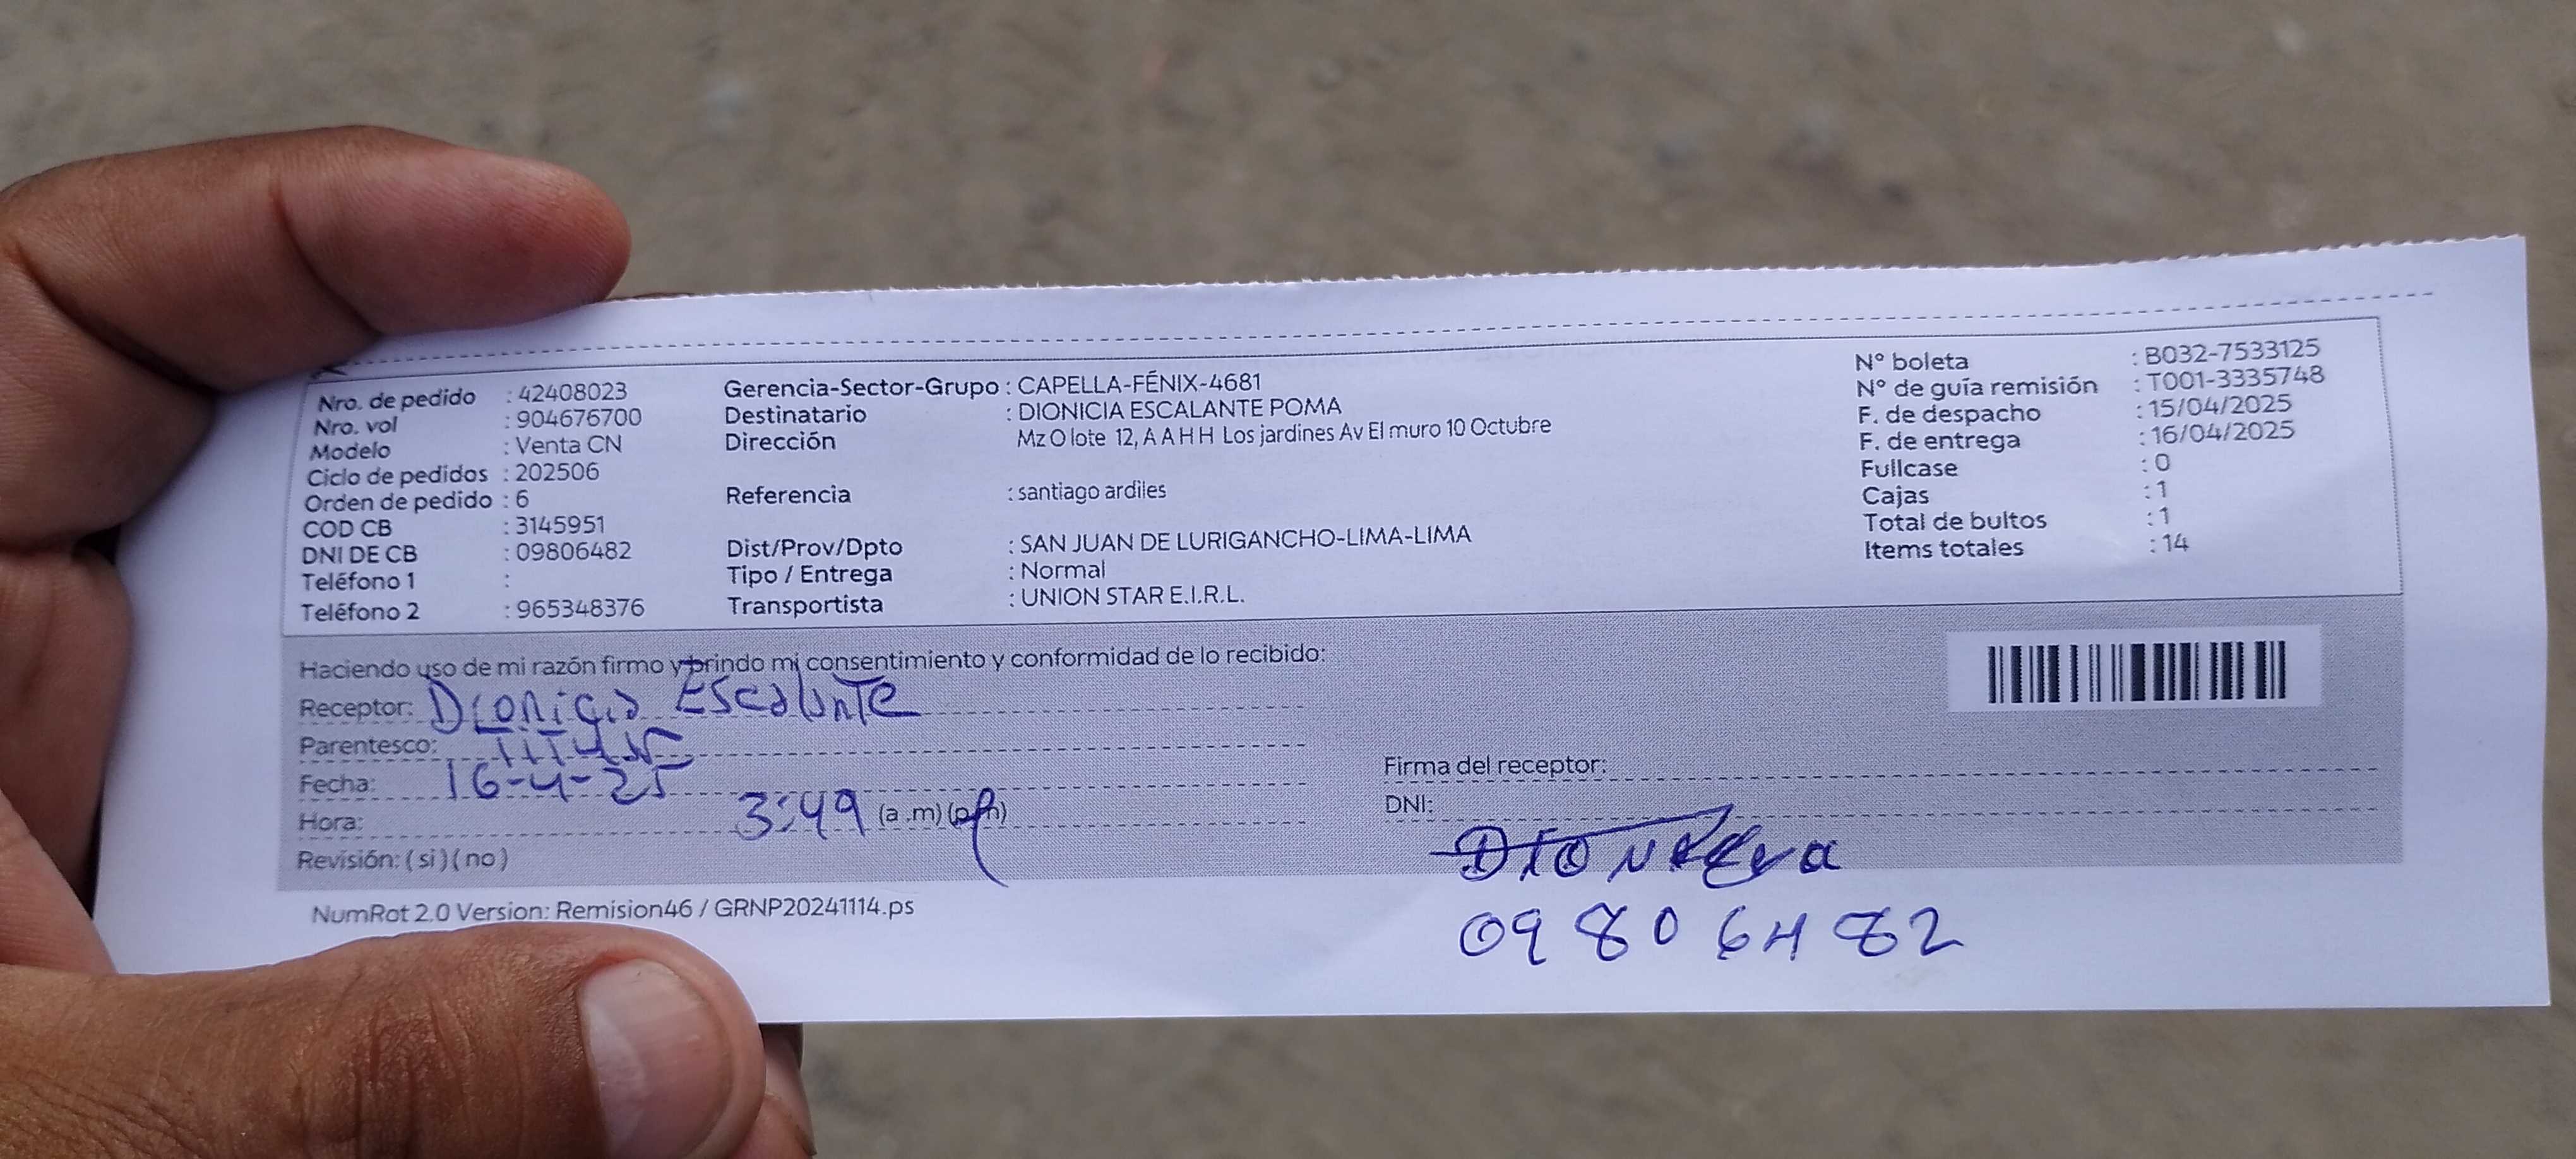 Nro. de pedido : 42408023
Nro. vol : 904676700
Modelo : Venta CN
Ciclo de pedidos : 202506
Orden de pedido : 6
COD CB : 3145951
DNI DE CB : 09806482
Teléfono 1 :
Teléfono 2 : 965348376
Gerencia-Sector-Grupo : CAPELLA-FÉNIX-4681
Destinatario : DIONICIA ESCALANTE POMA
Dirección Mz O lote 12, A A H H Los jardines Av El muro 10 Octubre
Referencia : santiago ardiles
Dist/Prov/Dpto : SAN JUAN DE LURIGANCHO-LIMA-LIMA
Tipo / Entrega : Normal
Transportista : UNION STAR E.I.R.L.
N° boleta : B032-7533125
N° de guía remisión : T001-3335748
F. de despacho : 15/04/2025
F. de entrega : 16/04/2025
Fullcase : 0
Cajas : 1
Total de bultos : 1
Items totales : 14
Haciendo uso de mi razón firmo y brindo mi consentimiento y conformidad de lo recibido:
Receptor: Dionicia Escalante
Parentesco:
Fecha: 16-4-25
Hora: 3:49 (a .m) (p.m)
Revisión: ( si ) ( no )
Firma del receptor:
DNI:
09806482
NumRot 2.0 Version: Remision46 / GRNP20241114.ps